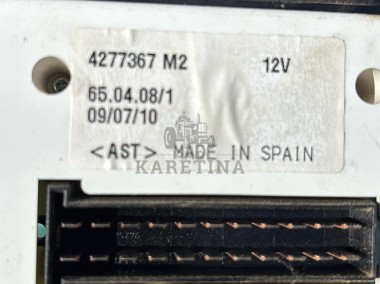 4277367 M2 12V
65.04.08/1
09/07/10
<AST> MADE IN SPAIN
KARETINA